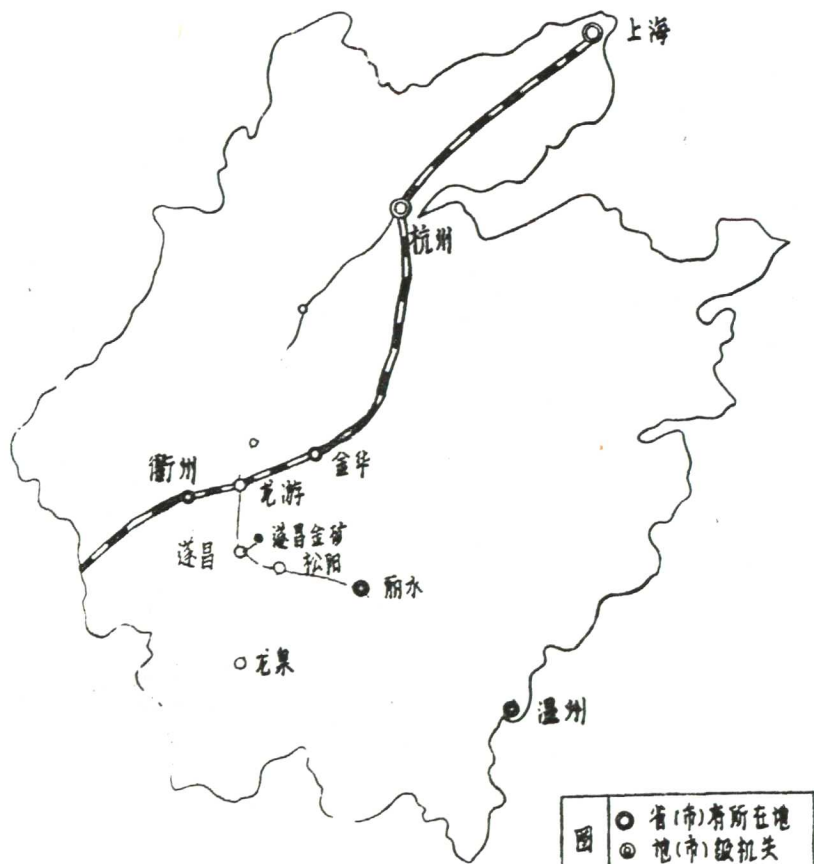 上海
杭州
金华
衢州
龙游
遂昌金矿
遂昌
松阳
丽水
龙泉
温州
图
省(市)府所在地
地(市)级机关